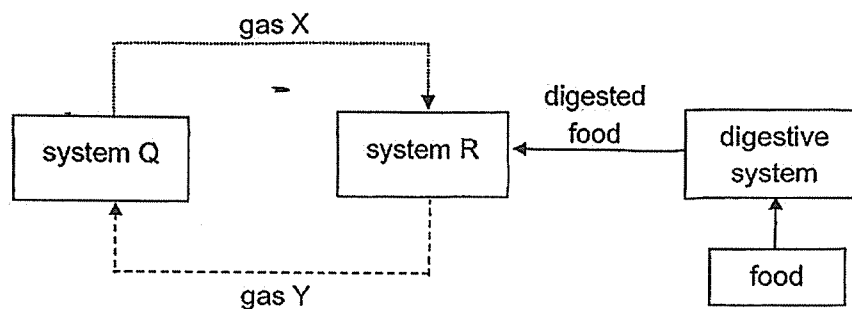 gas X
system Q
system R
digested
food
digestive
system
food
gas Y